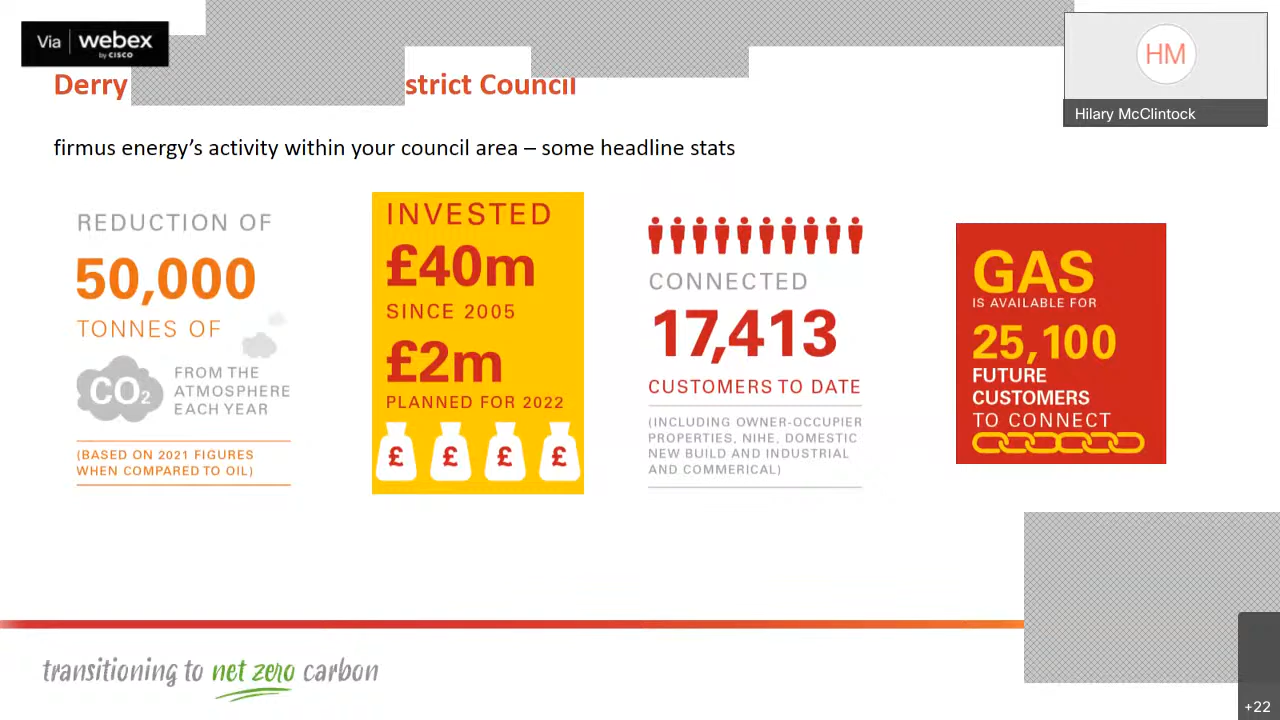 Via webex
by CISCO
HM
Hilary McClintock
Derry
strict Council
firmus energy’s activity within your council area – some headline stats
REDUCTION OF
50,000
TONNES OF
CO2
FROM THE
ATMOSPHERE
EACH YEAR
(BASED ON 2021 FIGURES
WHEN COMPARED TO OIL)
INVESTED
£40m
SINCE 2005
£2m
PLANNED FOR 2022
£ £ £ £
CONNECTED
17,413
CUSTOMERS TO DATE
(INCLUDING OWNER-OCCUPIER
PROPERTIES, NIHE, DOMESTIC
NEW BUILD AND INDUSTRIAL
AND COMMERICAL)
GAS
IS AVAILABLE FOR
25,100
FUTURE
CUSTOMERS
TO CONNECT
transitioning to net zero carbon
+22